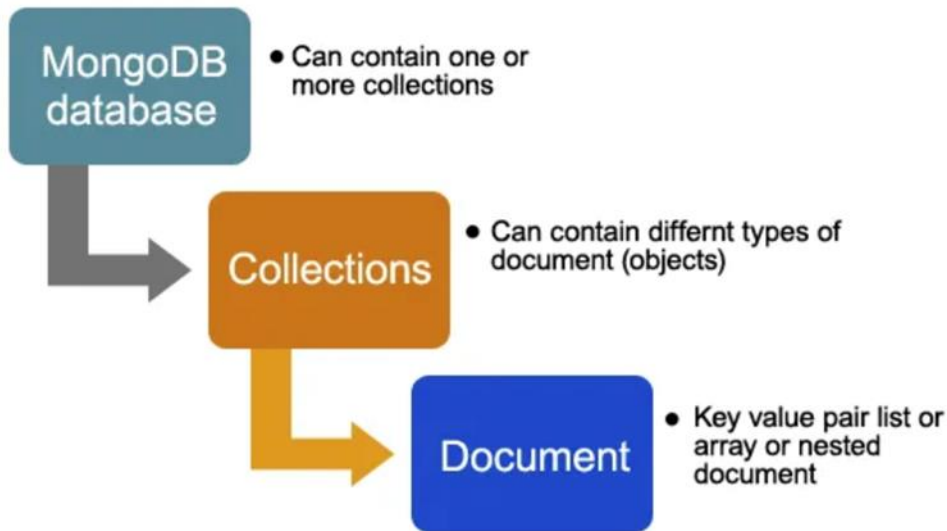 MongoDB
database
● Can contain one or
more collections
Collections
● Can contain differnt types of
document (objects)
Document
● Key value pair list or
array or nested
document